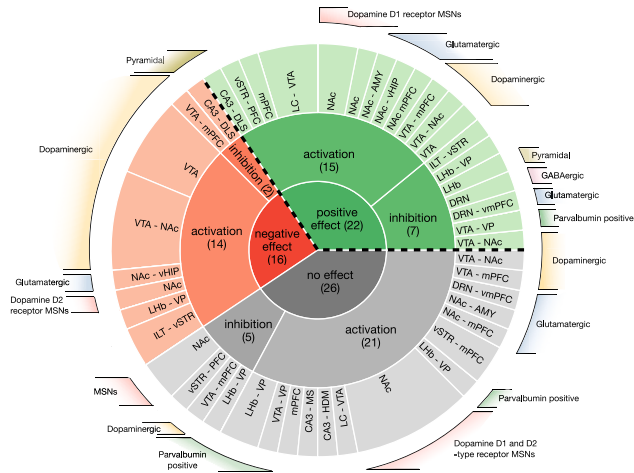 Dopamine D1 receptor MSNs
Glutamatergic
Dopaminergic
Pyramidal
GABAergic
Glutamatergic
Parvalbumin positive
Dopaminergic
Glutamatergic
Parvalbumin positive
Dopamine D1 and D2
-type receptor MSNs
Parvalbumin
positive
Dopaminergic
MSNs
Dopamine D2
receptor MSNs
Glutamatergic
Dopaminergic
Pyramidal
positive
effect (22)
activation
(15)
inhibition
(7)
negative
effect
(16)
inhibition
(2)
activation
(14)
no effect
(26)
inhibition
(5)
activation
(21)
CA3 - DLS
vSTR - PFC
mPFC
LC - VTA
NAc
NAc
NAc - AMY
NAc - vHIP
NAc mPFC
VTA - mPFC
VTA - NAc
VTA
ILT - vSTR
LHb - VP
LHb
DRN
DRN - vmPFC
VTA - VP
VTA - NAc
VTA - NAc
VTA - mPFC
DRN - vmPFC
NAc - AMY
NAc - mPFC
vSTR - mPFC
LHb - VP
NAc
LC - VTA
CA3 - HDM
CA3 - MS
mPFC
VTA - VP
LHb - VP
LHb - VP
VTA - mPFC
vSTR - PFC
NAc
ILT - vSTR
LHb - VP
NAc
NAc - vHIP
VTA - NAc
VTA
VTA - mPFC
CA3 - DLS